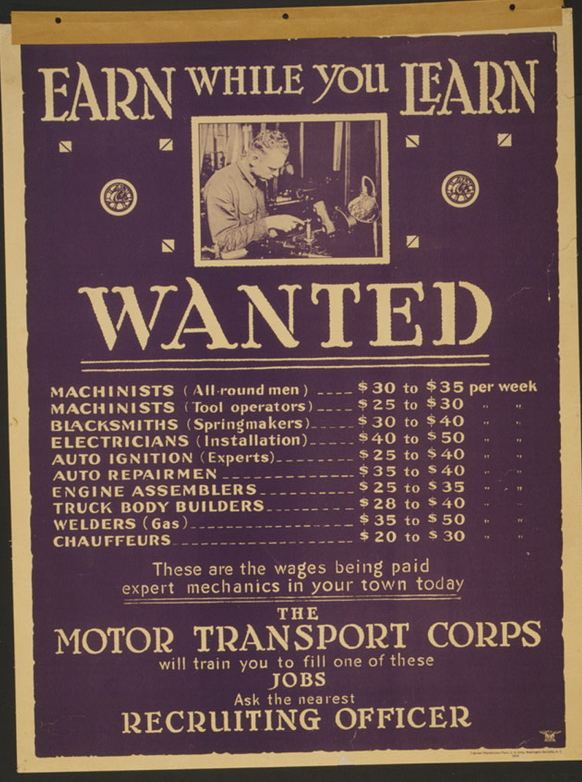 EARN WHILE YOU LEARN
WANTED
MACHINISTS (All-round men) ---- $30 to $35 per week
MACHINISTS (Tool operators) ---- $25 to $30 " "
BLACKSMITHS (Springmakers) ---- $30 to $40 " "
ELECTRICIANS (Installation) ---- $40 to $50 " "
AUTO IGNITION (Experts) ---- $25 to $40 " "
AUTO REPAIRMEN ---- $35 to $40 " "
ENGINE ASSEMBLERS ---- $25 to $35 " "
TRUCK BODY BUILDERS ---- $28 to $40 " "
WELDERS (Gas) ---- $35 to $50 " "
CHAUFFEURS ---- $20 to $30 " "
These are the wages being paid
expert mechanics in your town today
THE
MOTOR TRANSPORT CORPS
will train you to fill one of these
JOBS
Ask the nearest
RECRUITING OFFICER